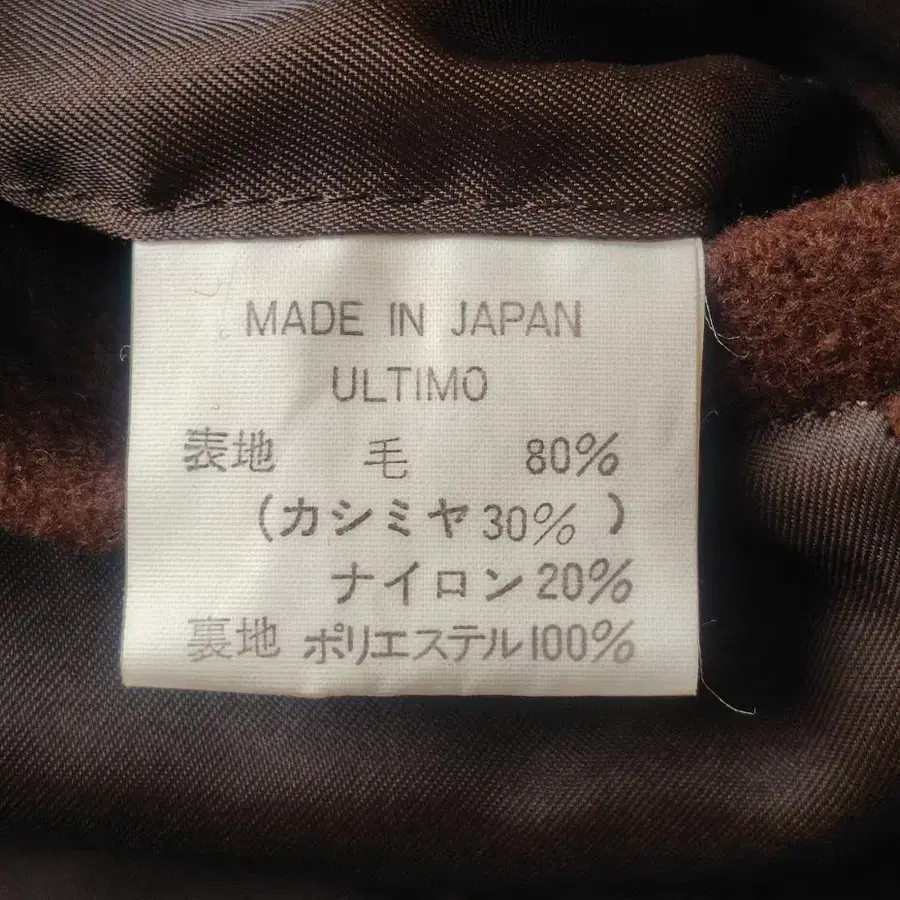 MADE IN JAPAN
ULTIMO
表地 毛 80%
(カシミヤ30%)
ナイロン20%
裏地 ポリエステル100%